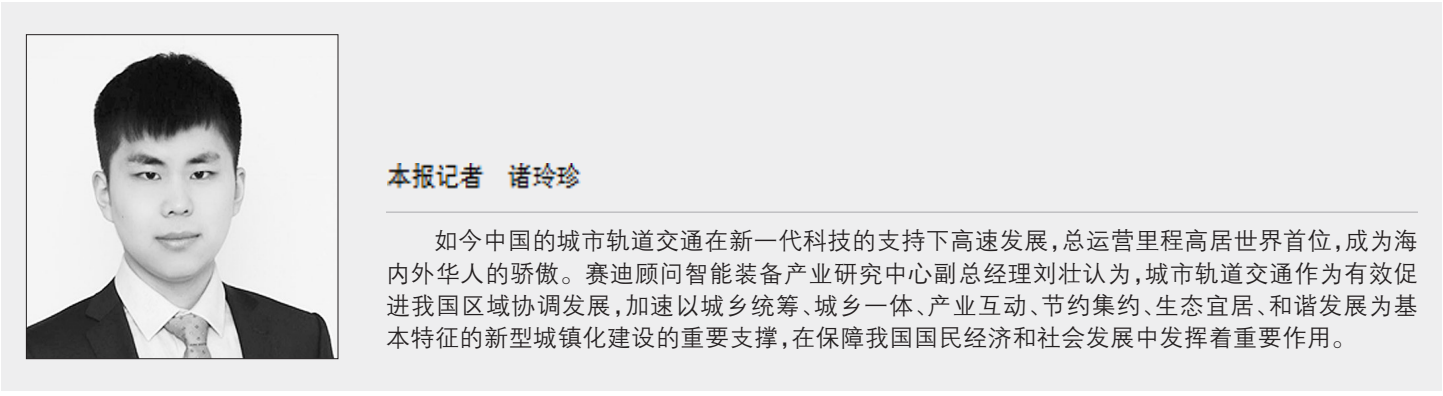 本报记者　诸玲珍
如今中国的城市轨道交通在新一代科技的支持下高速发展,总运营里程高居世界首位,成为海
内外华人的骄傲。赛迪顾问智能装备产业研究中心副总经理刘壮认为,城市轨道交通作为有效促
进我国区域协调发展,加速以城乡统筹、城乡一体、产业互动、节约集约、生态宜居、和谐发展为基
本特征的新型城镇化建设的重要支撑,在保障我国国民经济和社会发展中发挥着重要作用。